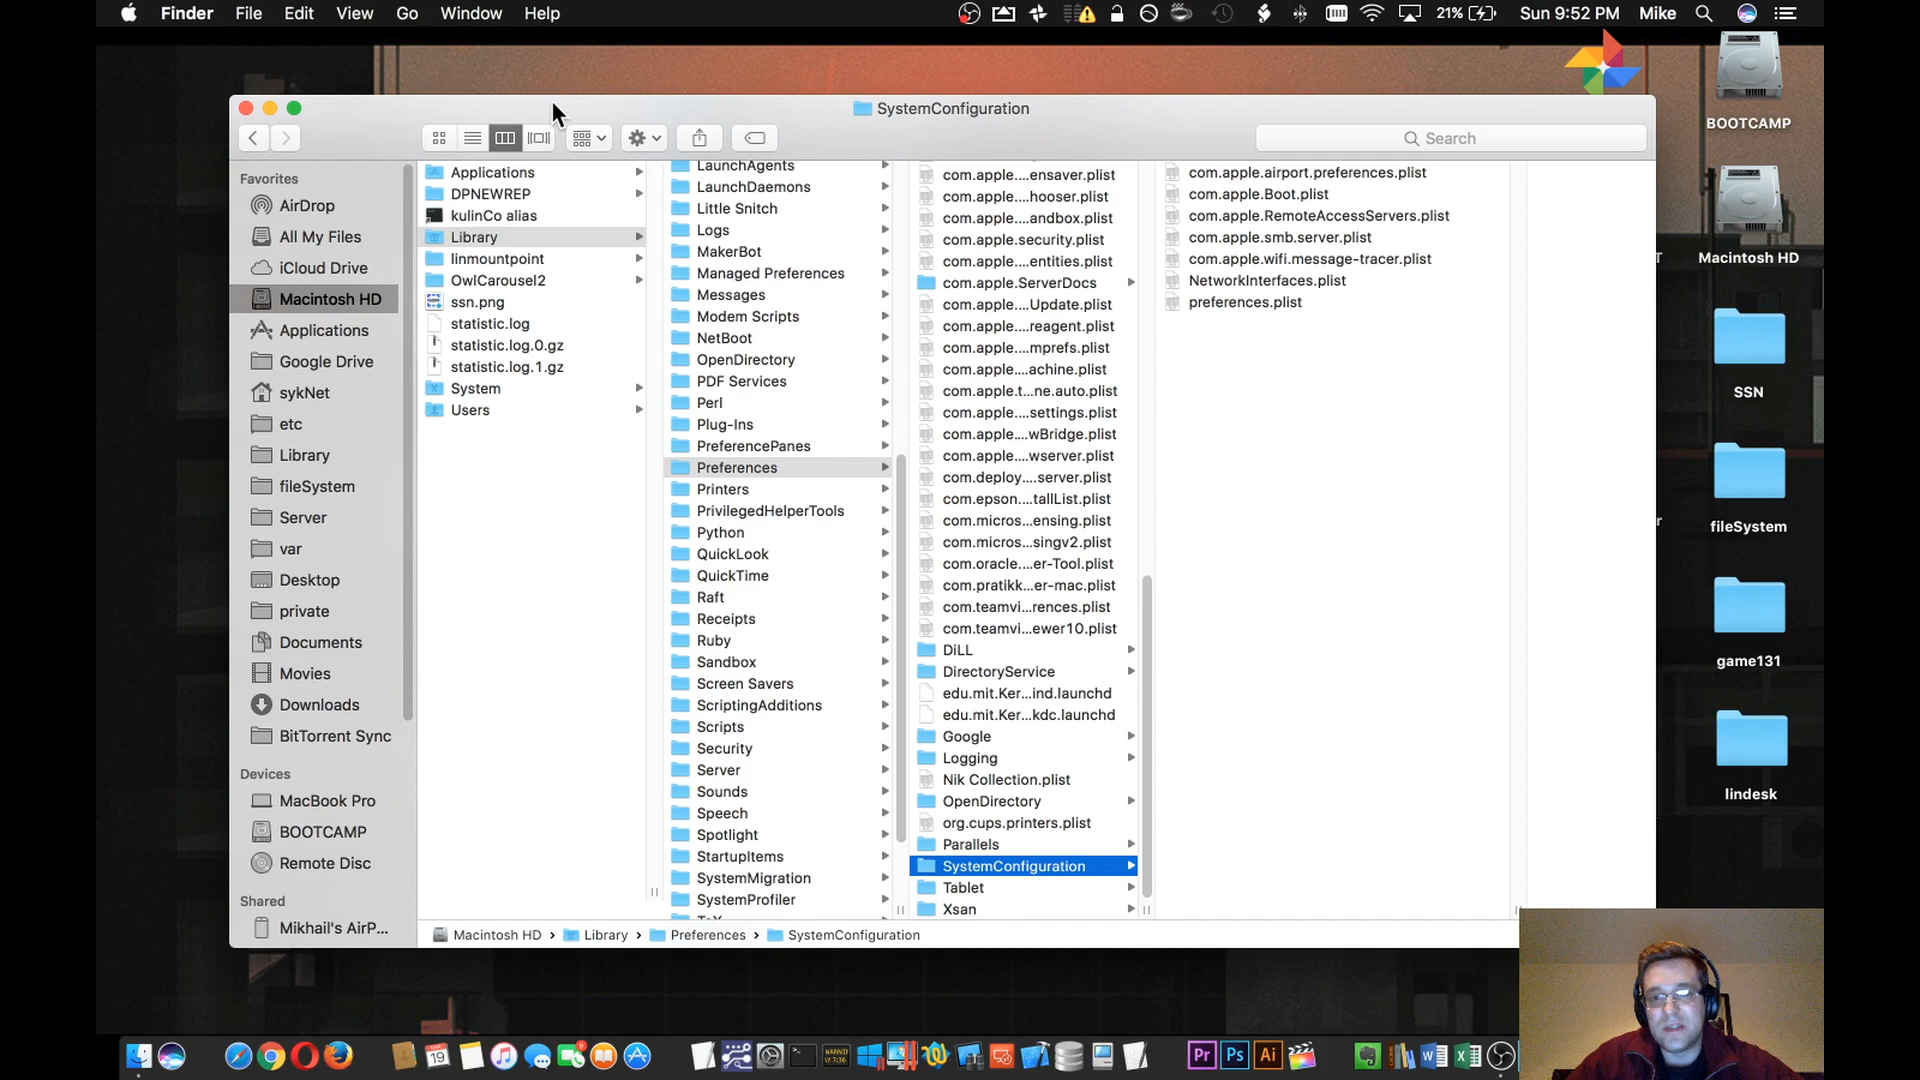 Finder File Edit View Go Window Help 21% Sun 9:52 PM Mike
SystemConfiguration
Search
Favorites
AirDrop
All My Files
iCloud Drive
Macintosh HD
Applications
Google Drive
sykNet
etc
Library
fileSystem
Server
var
Desktop
private
Documents
Movies
Downloads
BitTorrent Sync
Devices
MacBook Pro
BOOTCAMP
Remote Disc
Shared
Mikhail's AirP...
Applications
DPNEWREP
kulinCo alias
Library
linmountpoint
OwlCarousel2
ssn.png
statistic.log
statistic.log.0.gz
statistic.log.1.gz
System
Users
LaunchAgents
LaunchDaemons
Little Snitch
Logs
MakerBot
Managed Preferences
Messages
Modem Scripts
NetBoot
OpenDirectory
PDF Services
Perl
Plug-Ins
PreferencePanes
Preferences
Printers
PrivilegedHelperTools
Python
QuickLook
QuickTime
Raft
Receipts
Ruby
Sandbox
Screen Savers
ScriptingAdditions
Scripts
Security
Server
Sounds
Speech
Spotlight
StartupItems
SystemMigration
SystemProfiler
com.apple....ensaver.plist
com.apple....hooser.plist
com.apple....andbox.plist
com.apple.security.plist
com.apple....entities.plist
com.apple.ServerDocs
com.apple....Update.plist
com.apple....reagent.plist
com.apple....mprefs.plist
com.apple....achine.plist
com.apple.t...ne.auto.plist
com.apple....settings.plist
com.apple....wBridge.plist
com.apple....wserver.plist
com.deploy....server.plist
com.epson....tallList.plist
com.micros...ensing.plist
com.micros...singv2.plist
com.oracle....er-Tool.plist
com.pratikk...er-mac.plist
com.teamvi...rences.plist
com.teamvi...ewer10.plist
DiLL
DirectoryService
edu.mit.Ker...ind.launchd
edu.mit.Ker...kdc.launchd
Google
Logging
Nik Collection.plist
OpenDirectory
org.cups.printers.plist
Parallels
SystemConfiguration
Tablet
Xsan
com.apple.airport.preferences.plist
com.apple.Boot.plist
com.apple.RemoteAccessServers.plist
com.apple.smb.server.plist
com.apple.wifi.message-tracer.plist
NetworkInterfaces.plist
preferences.plist
Macintosh HD › Library › Preferences › SystemConfiguration
BOOTCAMP
Macintosh HD
SSN
fileSystem
game131
lindesk
MAR
19
Pr Ps Ai